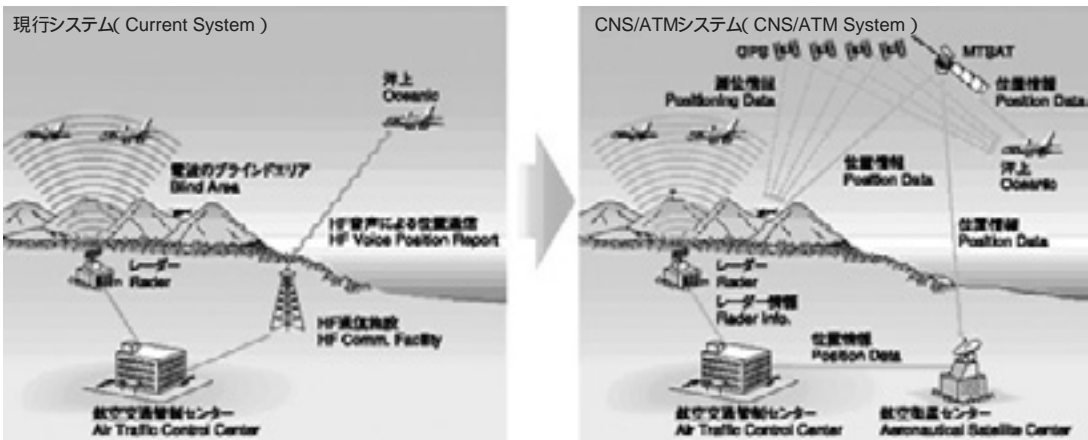 現行システム( Current System )
洋上
Oceanic
電波のブラインドエリア
Blind Area
HF音声による位置通信
HF Voice Position Report
レーダー
Rader
HF通信施設
HF Comm. Facility
航空交通管制センター
Air Traffic Control Center
CNS/ATMシステム( CNS/ATM System )
GPS
MTSAT
測位情報
Positioning Data
位置情報
Position Data
位置情報
Position Data
洋上
Oceanic
位置情報
Position Data
レーダー
Rader
レーダー情報
Rader Info.
位置情報
Position Data
航空交通管制センター
Air Traffic Control Center
航空衛星センター
Aeronautical Satellite Center